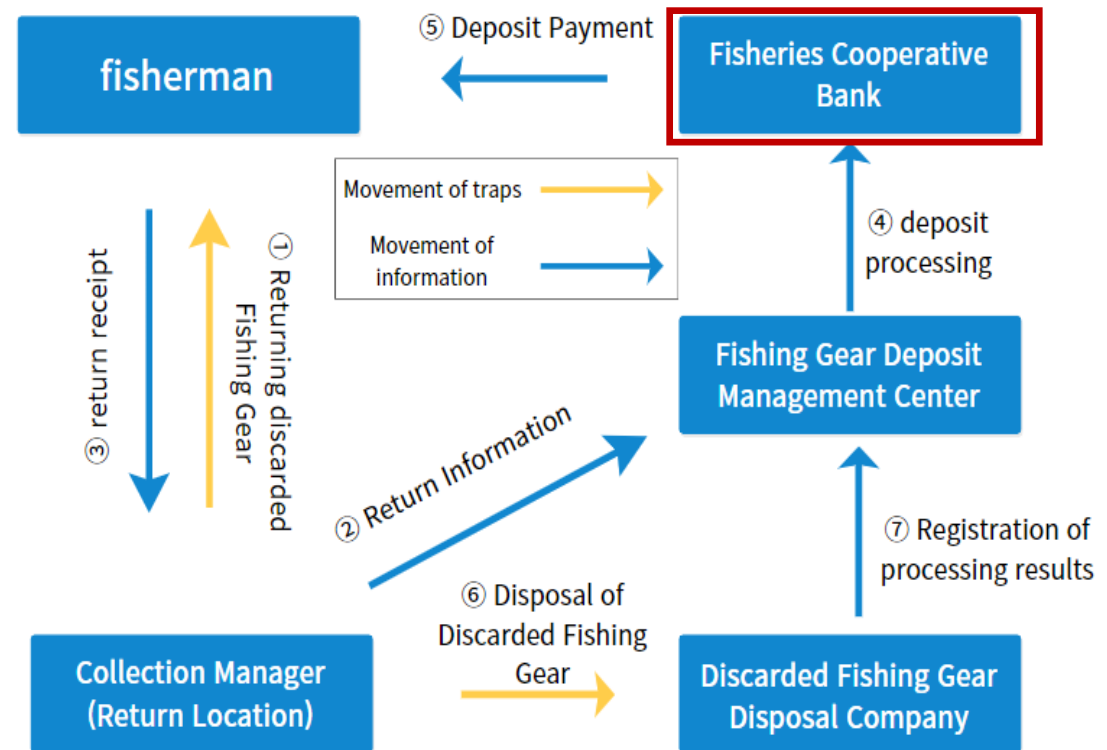 ⑤ Deposit Payment
fisherman
Fisheries Cooperative
Bank
Movement of traps
Movement of
information
④ deposit
processing
③ return receipt
① Returning discarded
Fishing Gear
Fishing Gear Deposit
Management Center
② Return Information
⑦ Registration of
processing results
⑥ Disposal of
Discarded Fishing
Gear
Collection Manager
(Return Location)
Discarded Fishing Gear
Disposal Company